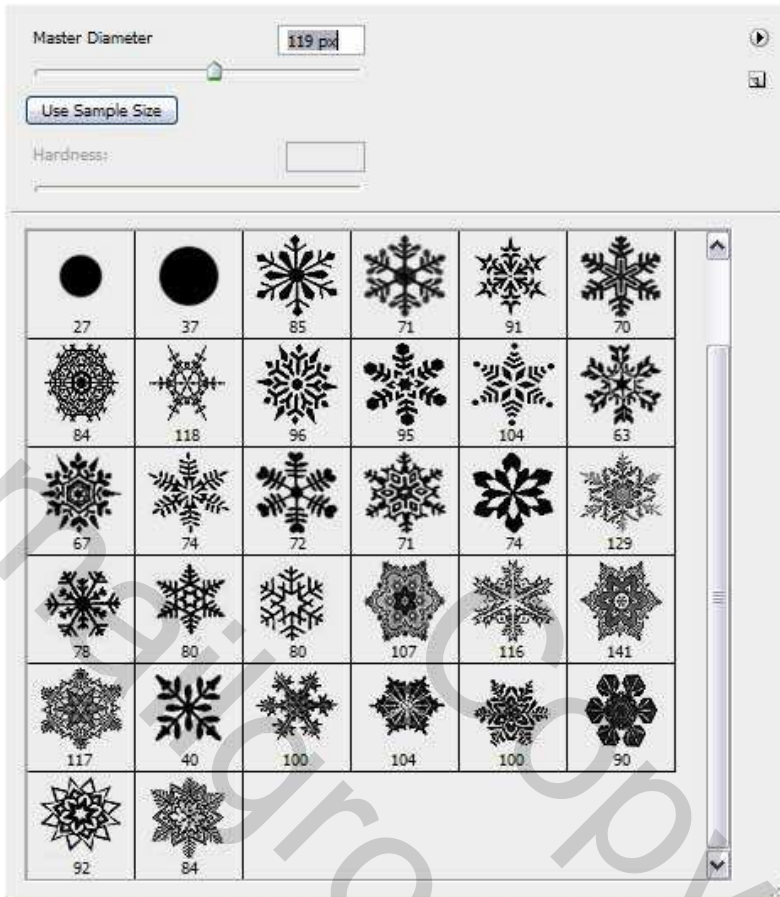 Master Diameter 119 px
Use Sample Size
Hardness:
27 37 85 71 91 70
84 118 96 95 104 63
67 74 72 71 74 129
78 80 80 107 116 141
117 40 100 104 100 90
92 84